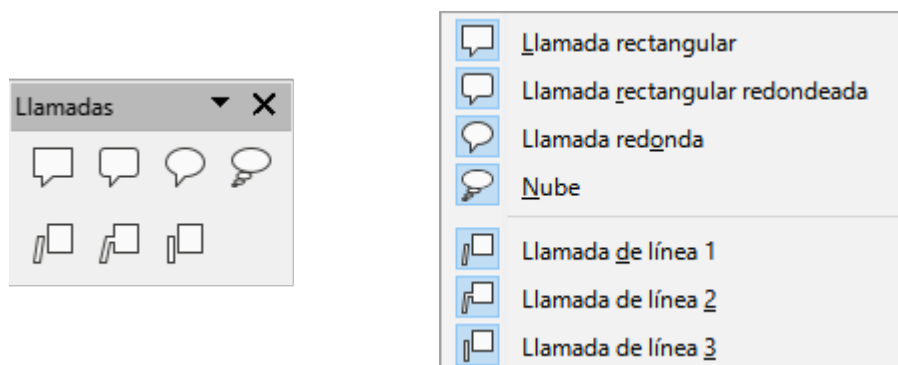 Llamadas
Llamada rectangular
Llamada rectangular redondeada
Llamada redonda
Nube
Llamada de línea 1
Llamada de línea 2
Llamada de línea 3